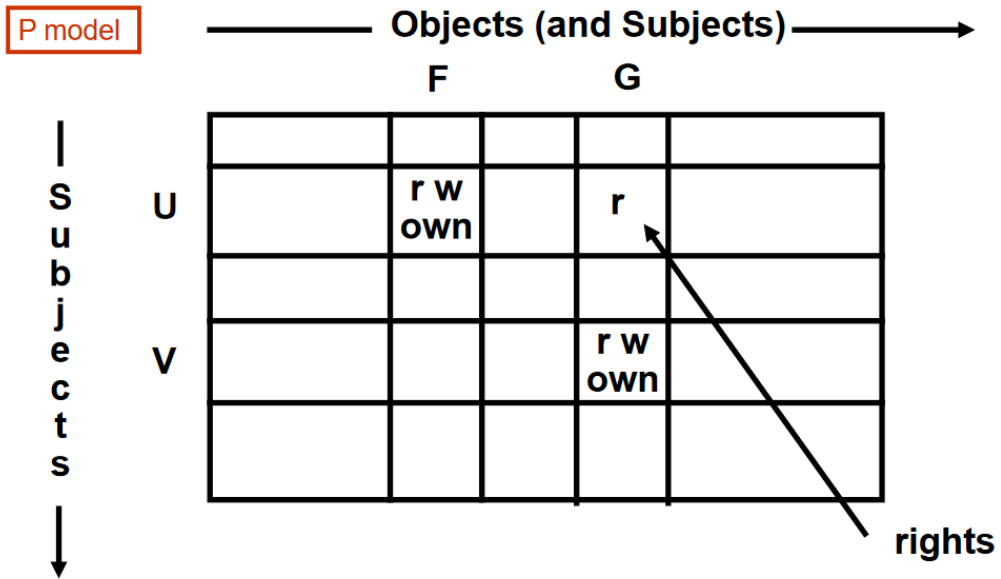 P model
Objects (and Subjects)
F G
U
r w
own
r
V
r w
own
Subjects
rights